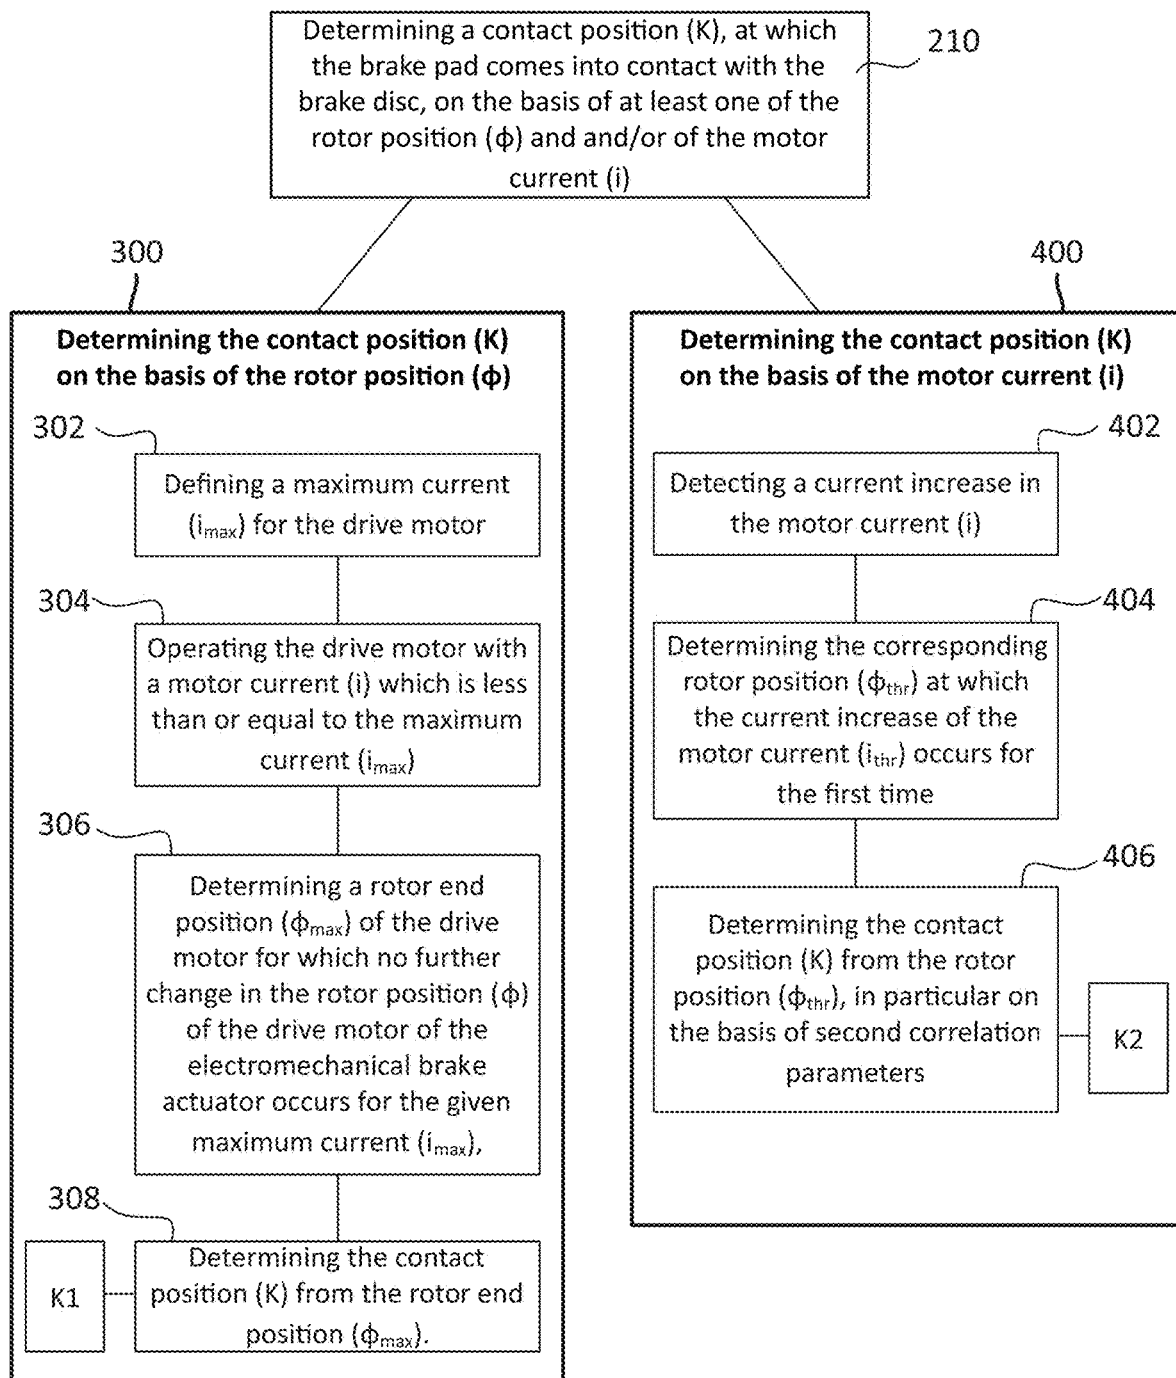 Determining a contact position (K), at which
the brake pad comes into contact with the
brake disc, on the basis of at least one of the
rotor position (ϕ) and and/or of the motor
current (i)
210
300
Determining the contact position (K)
on the basis of the rotor position (ϕ)
302
Defining a maximum current
(imax) for the drive motor
304
Operating the drive motor with
a motor current (i) which is less
than or equal to the maximum
current (imax)
306
Determining a rotor end
position (ϕmax) of the drive
motor for which no further
change in the rotor position (ϕ)
of the drive motor of the
electromechanical brake
actuator occurs for the given
maximum current (imax),
308
K1
Determining the contact
position (K) from the rotor end
position (ϕmax).
400
Determining the contact position (K)
on the basis of the motor current (i)
402
Detecting a current increase in
the motor current (i)
404
Determining the corresponding
rotor position (ϕthr) at which
the current increase of the
motor current (ithr) occurs for
the first time
406
Determining the contact
position (K) from the rotor
position (ϕthr), in particular on
the basis of second correlation
parameters
K2